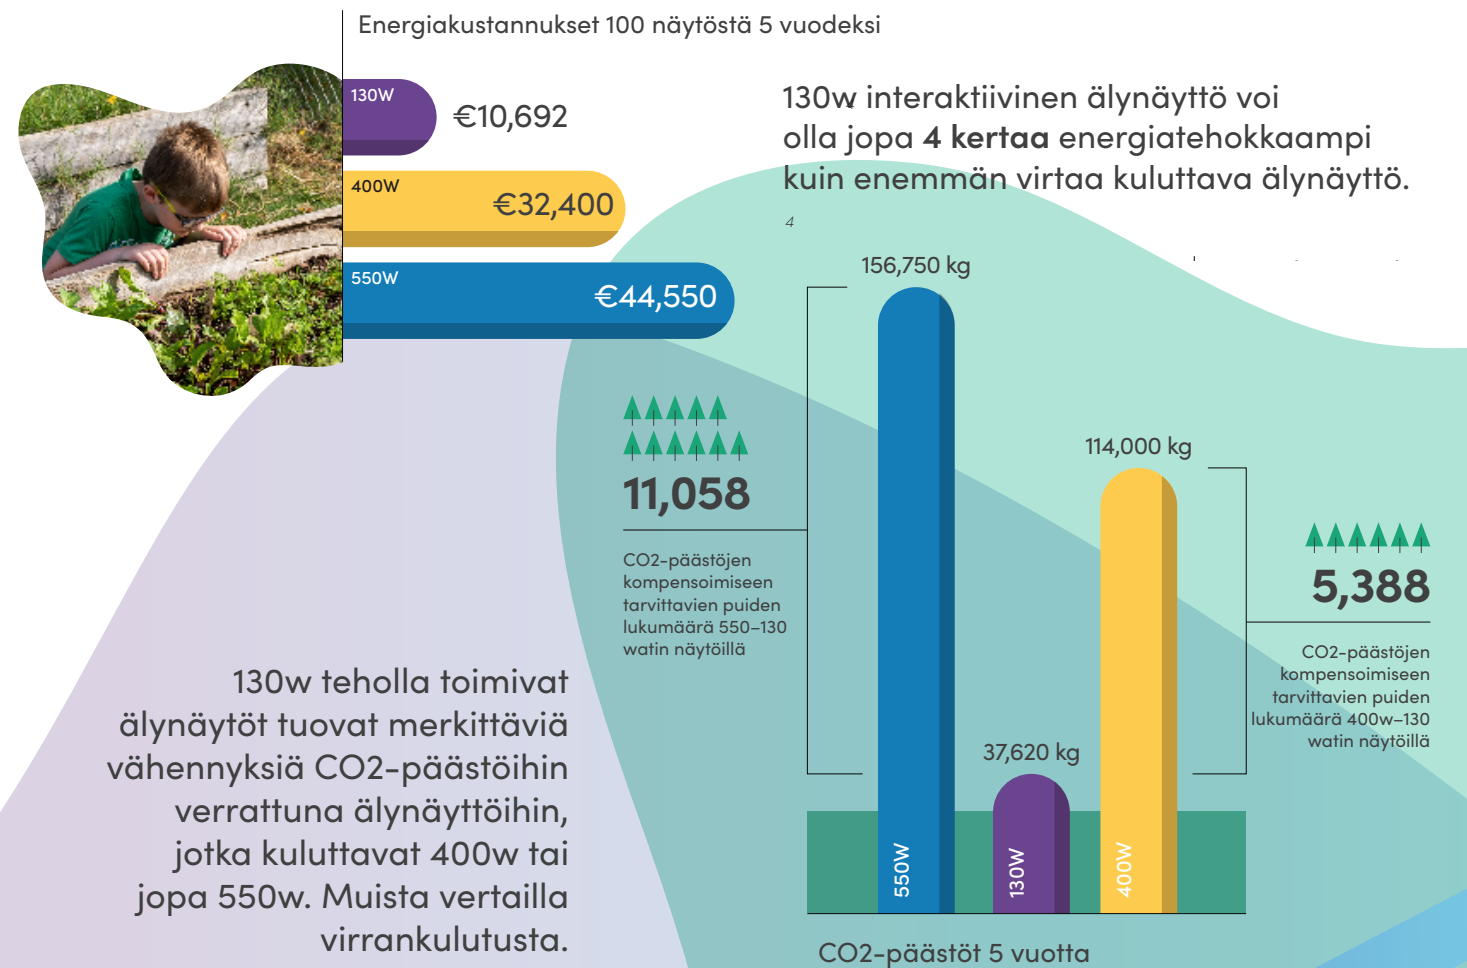 Energiakustannukset 100 näytöstä 5 vuodeksi
130W
€10,692
400W
€32,400
550W
€44,550
130w interaktiivinen älynäyttö voi
olla jopa 4 kertaa energiatehokkaampi
kuin enemmän virtaa kuluttava älynäyttö.
4
156,750 kg
114,000 kg
37,620 kg
11,058
CO2-päästöjen
kompensoimiseen
tarvittavien puiden
lukumäärä 550–130
watin näytöillä
5,388
CO2-päästöjen
kompensoimiseen
tarvittavien puiden
lukumäärä 400w–130
watin näytöillä
130w teholla toimivat
älynäytöt tuovat merkittäviä
vähennyksiä CO2-päästöihin
verrattuna älynäyttöihin,
jotka kuluttavat 400w tai
jopa 550w. Muista vertailla
virrankulutusta.
550W
130W
400W
CO2-päästöt 5 vuotta